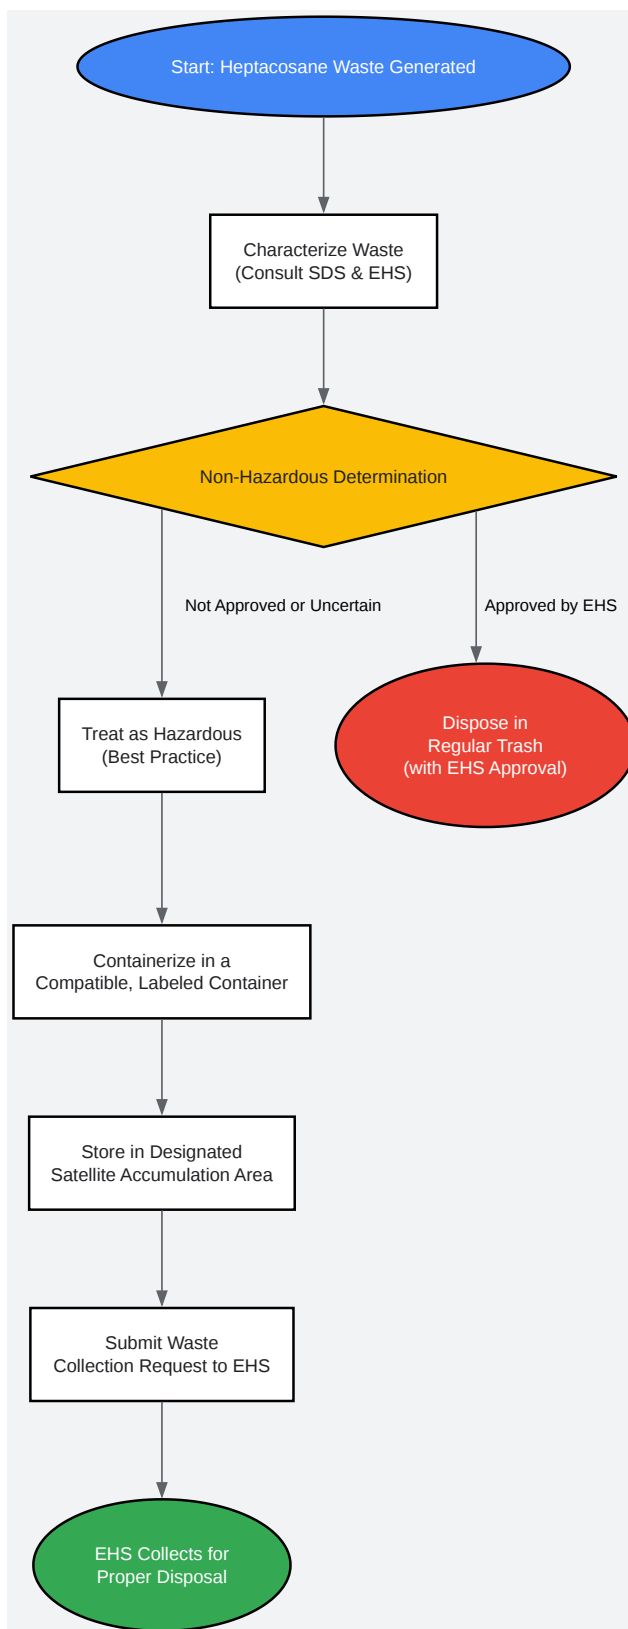 Start: Heptacosane Waste Generated
Characterize Waste
(Consult SDS & EHS)
Non-Hazardous Determination
Not Approved or Uncertain
Approved by EHS
Treat as Hazardous
(Best Practice)
Dispose in
Regular Trash
(with EHS Approval)
Containerize in a
Compatible, Labeled Container
Store in Designated
Satellite Accumulation Area
Submit Waste
Collection Request to EHS
EHS Collects for
Proper Disposal